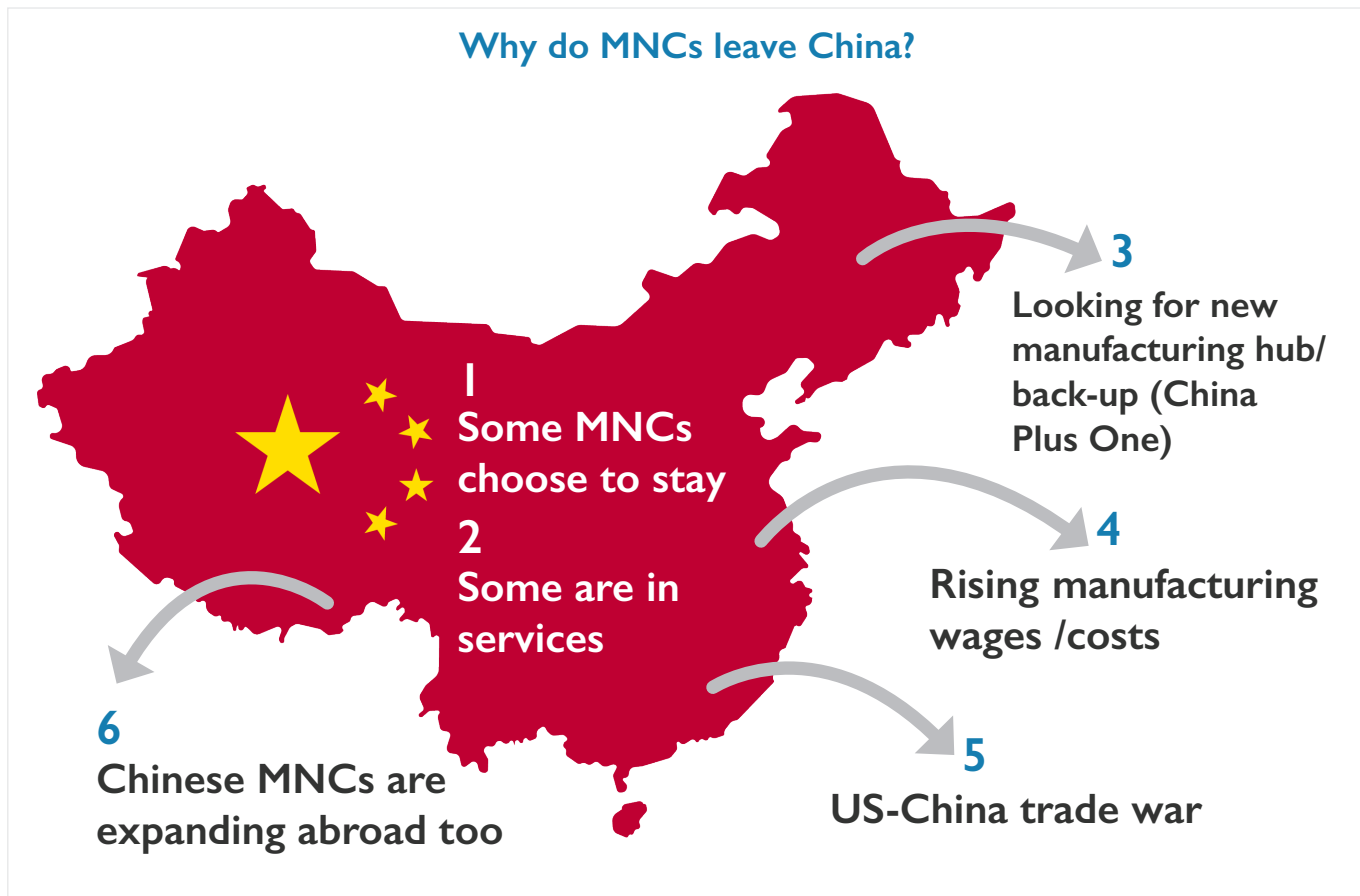 Why do MNCs leave China?
1
Some MNCs
choose to stay
2
Some are in
services
3
Looking for new
manufacturing hub/
back-up (China
Plus One)
4
Rising manufacturing
wages /costs
5
US-China trade war
6
Chinese MNCs are
expanding abroad too